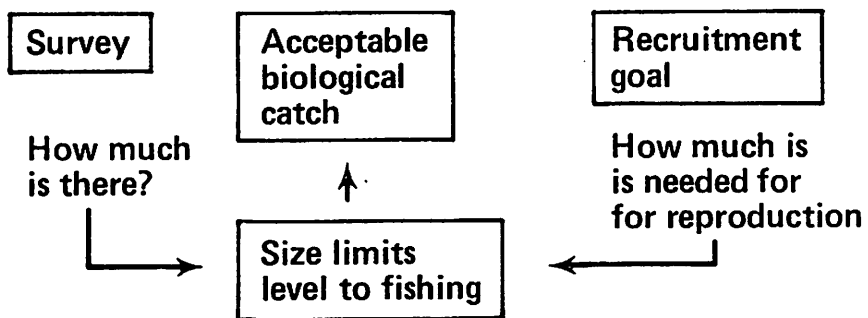 Survey
Acceptable
biological
catch
Recruitment
goal
How much
is there?
How much is
is needed for
for reproduction
Size limits
level to fishing